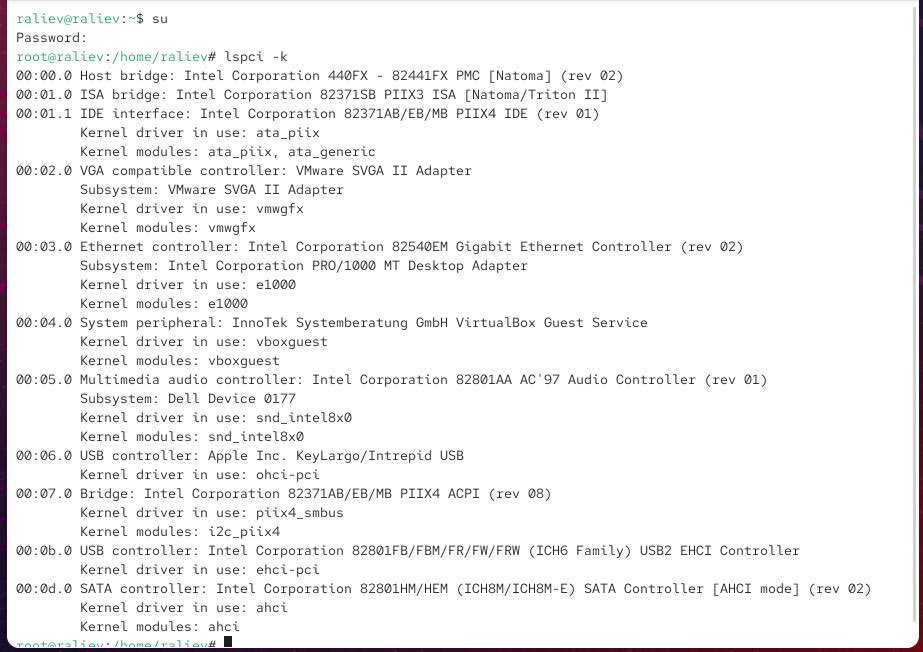 raliev@raliev:~$ su
Password:
root@raliev:/home/raliev# lspci -k
00:00.0 Host bridge: Intel Corporation 440FX - 82441FX PMC [Natoma] (rev 02)
00:01.0 ISA bridge: Intel Corporation 82371SB PIIX3 ISA [Natoma/Triton II]
00:01.1 IDE interface: Intel Corporation 82371AB/EB/MB PIIX4 IDE (rev 01)
        Kernel driver in use: ata_piix
        Kernel modules: ata_piix, ata_generic
00:02.0 VGA compatible controller: VMware SVGA II Adapter
        Subsystem: VMware SVGA II Adapter
        Kernel driver in use: vmwgfx
        Kernel modules: vmwgfx
00:03.0 Ethernet controller: Intel Corporation 82540EM Gigabit Ethernet Controller (rev 02)
        Subsystem: Intel Corporation PRO/1000 MT Desktop Adapter
        Kernel driver in use: e1000
        Kernel modules: e1000
00:04.0 System peripheral: InnoTek Systemberatung GmbH VirtualBox Guest Service
        Kernel driver in use: vboxguest
        Kernel modules: vboxguest
00:05.0 Multimedia audio controller: Intel Corporation 82801AA AC'97 Audio Controller (rev 01)
        Subsystem: Dell Device 0177
        Kernel driver in use: snd_intel8x0
        Kernel modules: snd_intel8x0
00:06.0 USB controller: Apple Inc. KeyLargo/Intrepid USB
        Kernel driver in use: ohci-pci
00:07.0 Bridge: Intel Corporation 82371AB/EB/MB PIIX4 ACPI (rev 08)
        Kernel driver in use: piix4_smbus
        Kernel modules: i2c_piix4
00:0b.0 USB controller: Intel Corporation 82801FB/FBM/FR/FW/FRW (ICH6 Family) USB2 EHCI Controller
        Kernel driver in use: ehci-pci
00:0d.0 SATA controller: Intel Corporation 82801HM/HEM (ICH8M/ICH8M-E) SATA Controller [AHCI mode] (rev 02)
        Kernel driver in use: ahci
        Kernel modules: ahci
root@raliev:/home/raliev#